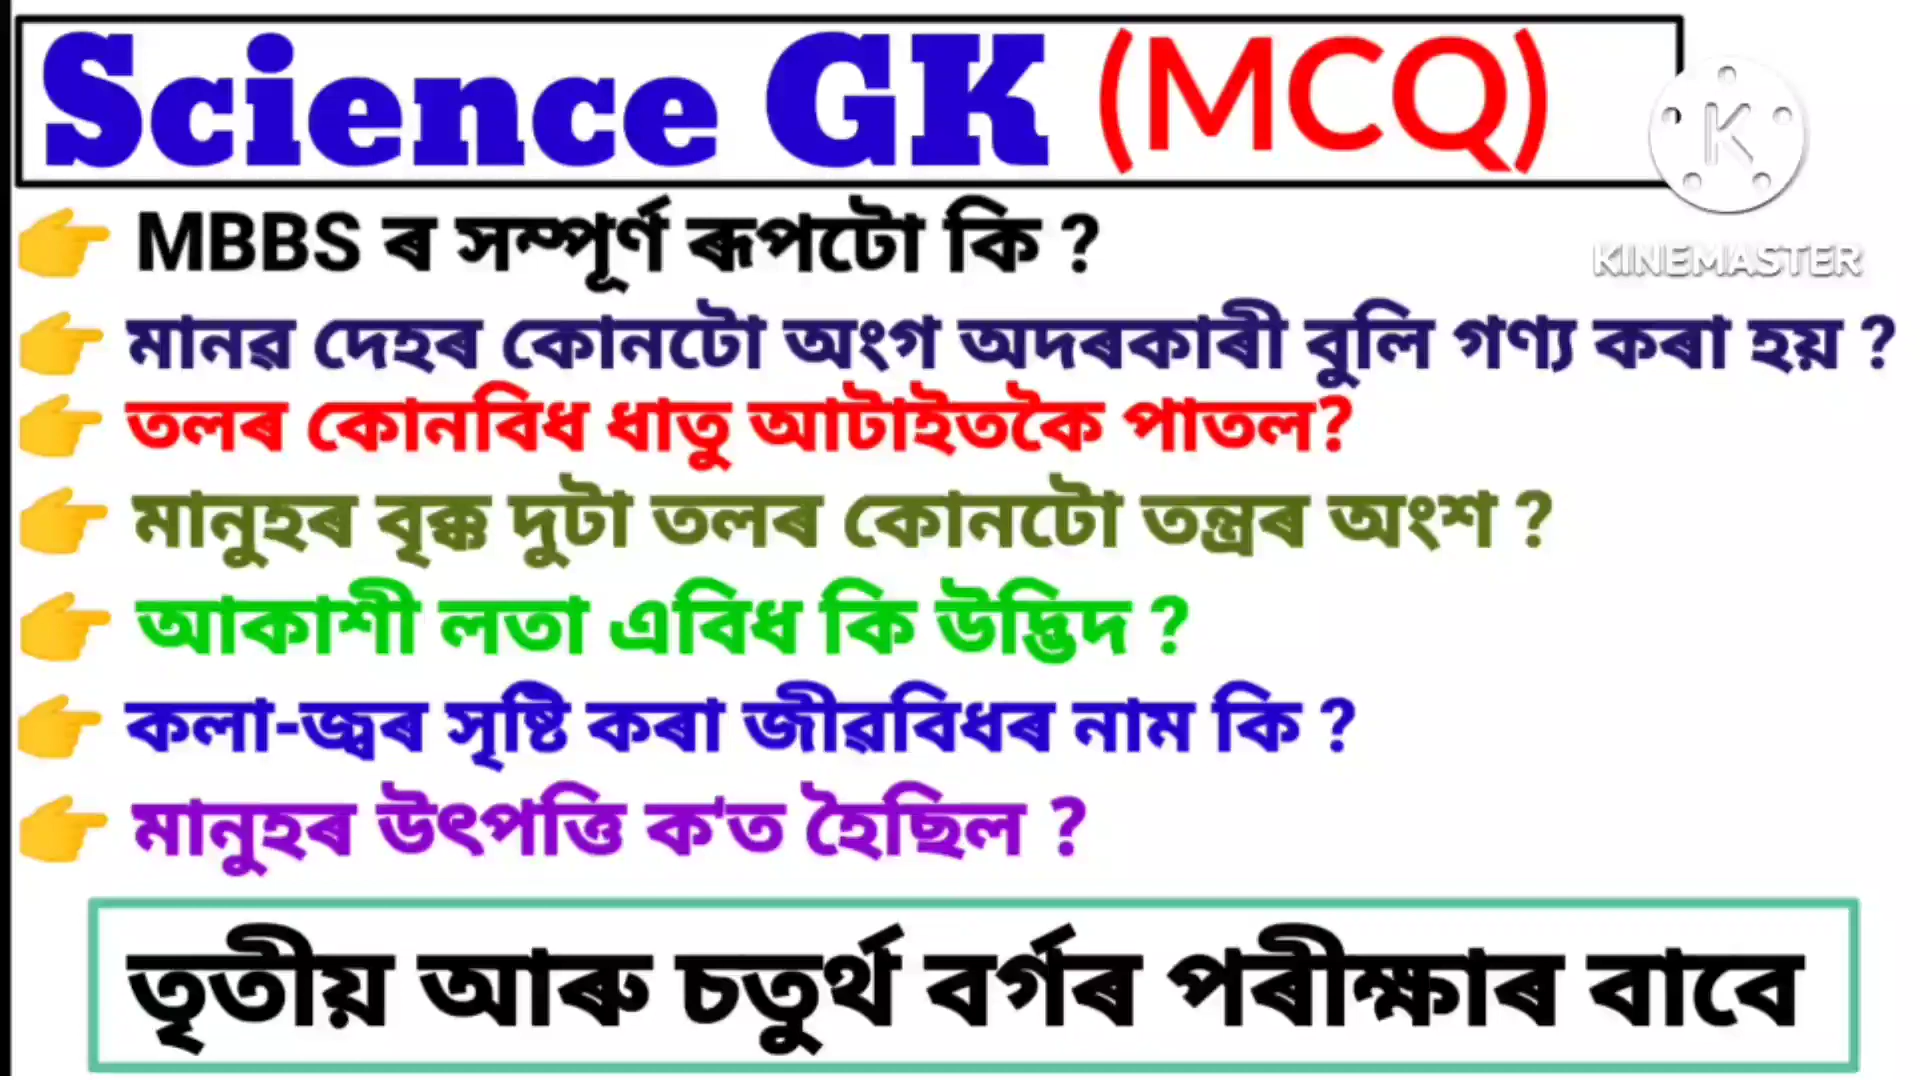 Science GK (MCQ)
K
KINEMASTER
👉 MBBS ৰ সম্পূৰ্ণ ৰূপটো কি ?
👉 মানৱ দেহৰ কোনটো অংগ অদৰকাৰী বুলি গণ্য কৰা হয় ?
👉 তলৰ কোনবিধ ধাতু আটাইতকৈ পাতল?
👉 মানুহৰ বৃক্ক দুটা তলৰ কোনটো তন্ত্ৰৰ অংশ ?
👉 আকাশী লতা এবিধ কি উদ্ভিদ ?
👉 কলা-জ্বৰ সৃষ্টি কৰা জীৱবিধৰ নাম কি ?
👉 মানুহৰ উৎপত্তি ক'ত হৈছিল ?
তৃতীয় আৰু চতুৰ্থ বৰ্গৰ পৰীক্ষাৰ বাবে